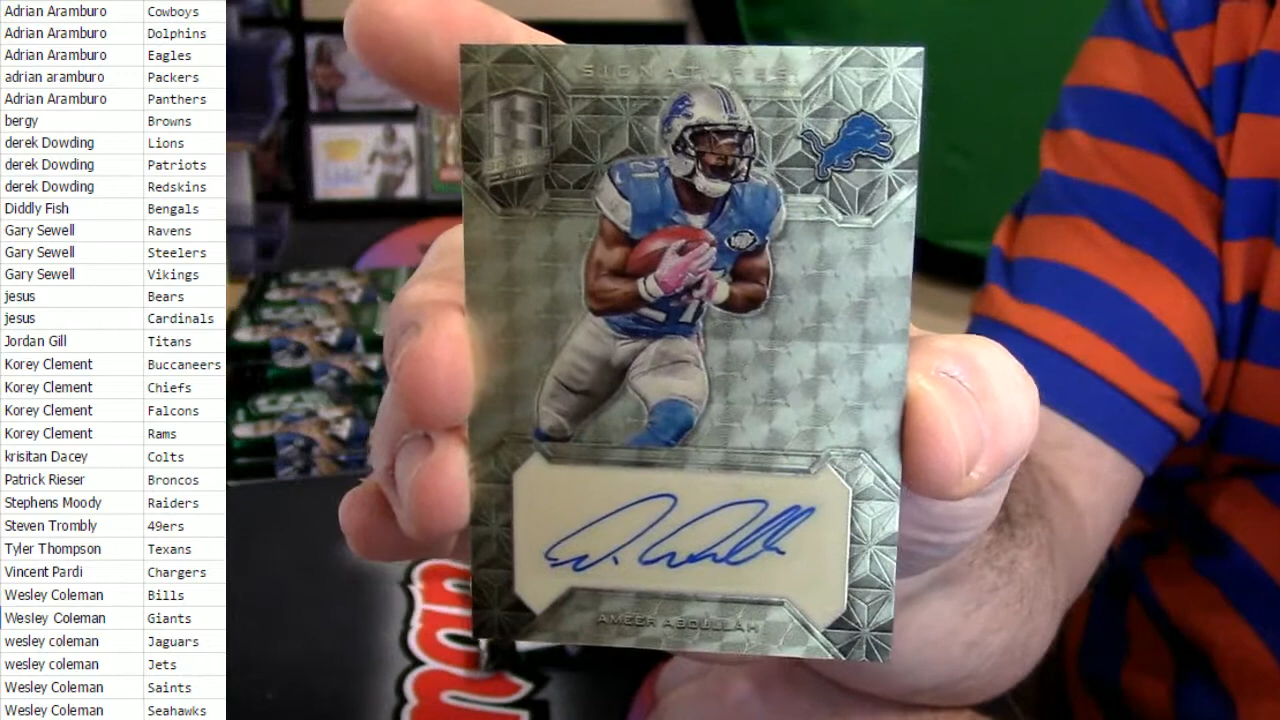 Adrian Aramburo Cowboys
Adrian Aramburo Dolphins
Adrian Aramburo Eagles
adrian aramburo Packers
Adrian Aramburo Panthers
bergy Browns
derek Dowding Lions
derek Dowding Patriots
derek Dowding Redskins
Diddly Fish Bengals
Gary Sewell Ravens
Gary Sewell Steelers
Gary Sewell Vikings
jesus Bears
jesus Cardinals
Jordan Gill Titans
Korey Clement Buccaneers
Korey Clement Chiefs
Korey Clement Falcons
Korey Clement Rams
kristian Dacey Colts
Patrick Rieser Broncos
Stephens Moody Raiders
Steven Trombly 49ers
Tyler Thompson Texans
Vincent Pardi Chargers
Wesley Coleman Bills
Wesley Coleman Giants
wesley coleman Jaguars
wesley coleman Jets
Wesley Coleman Saints
Wesley Coleman Seahawks
SIGNATURES
21
21
AMEER ABDULLAH